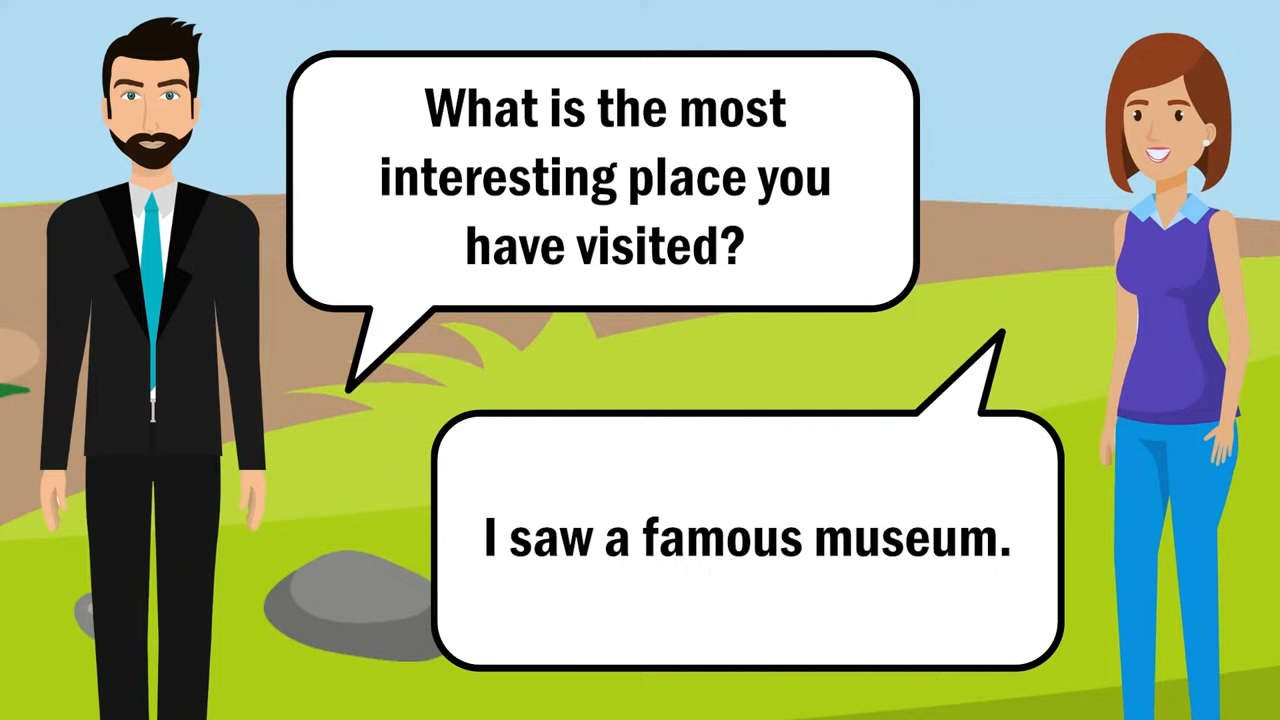 What is the most
interesting place you
have visited?
I saw a famous museum.